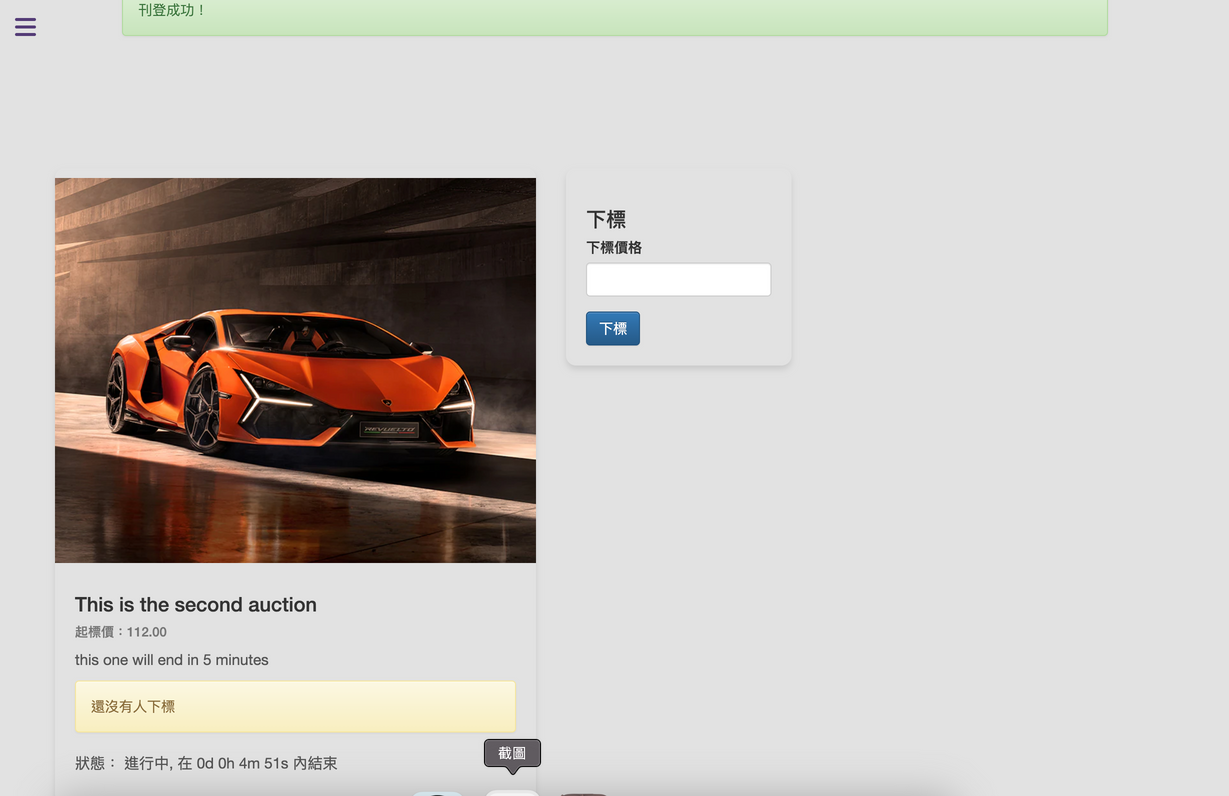 刊登成功！
下標
下標價格
下標
REVUELTO
This is the second auction
起標價：112.00
this one will end in 5 minutes
還沒有人下標
狀態： 進行中, 在 0d 0h 4m 51s 內結束
截圖